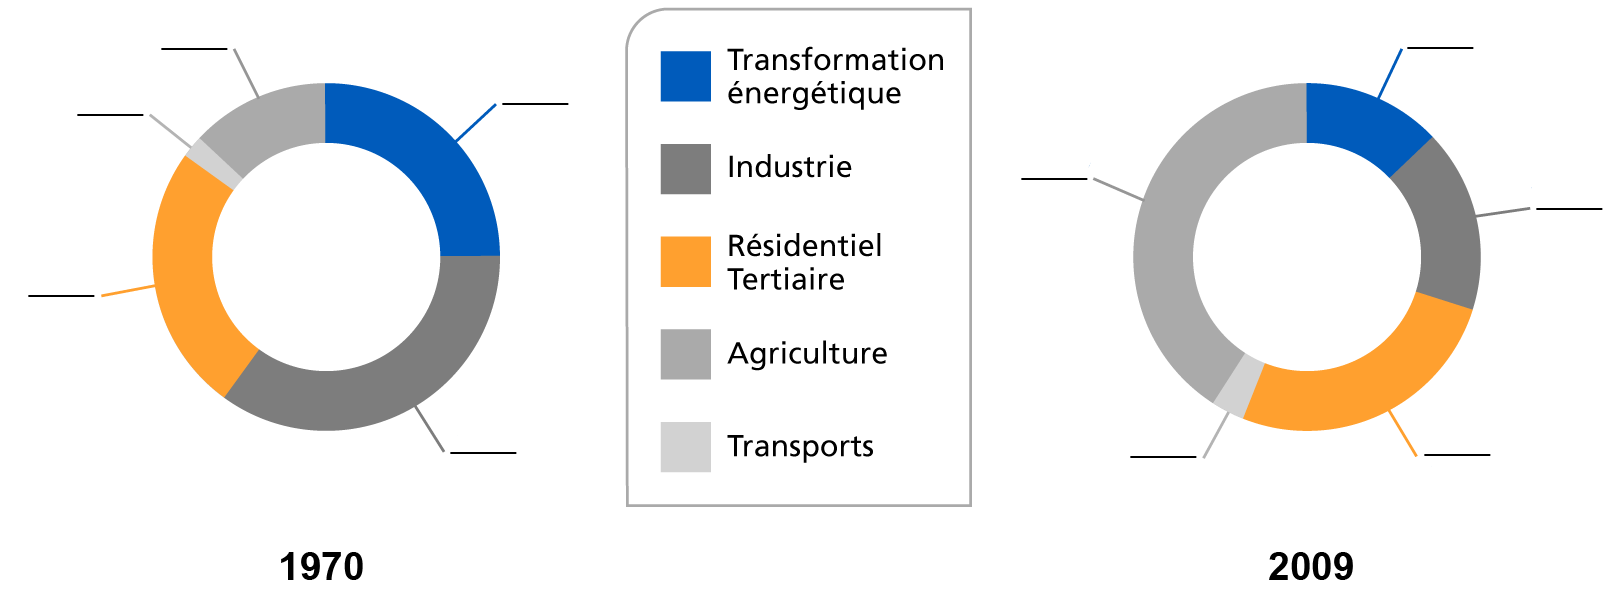 Transformation
énergétique
Industrie
Résidentiel
Tertiaire
Agriculture
Transports
1970
2009